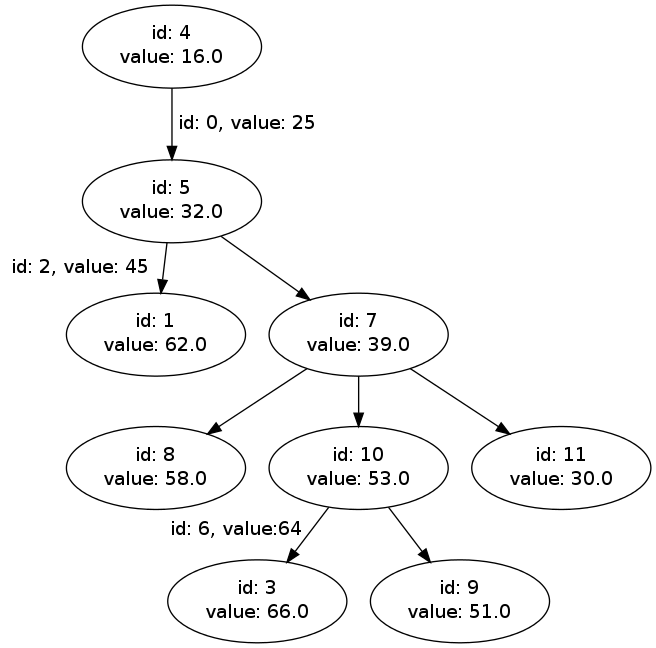 id: 4
value: 16.0
id: 0, value: 25
id: 5
value: 32.0
id: 2, value: 45
id: 1
value: 62.0
id: 7
value: 39.0
id: 8
value: 58.0
id: 10
value: 53.0
id: 11
value: 30.0
id: 6, value:64
id: 3
value: 66.0
id: 9
value: 51.0